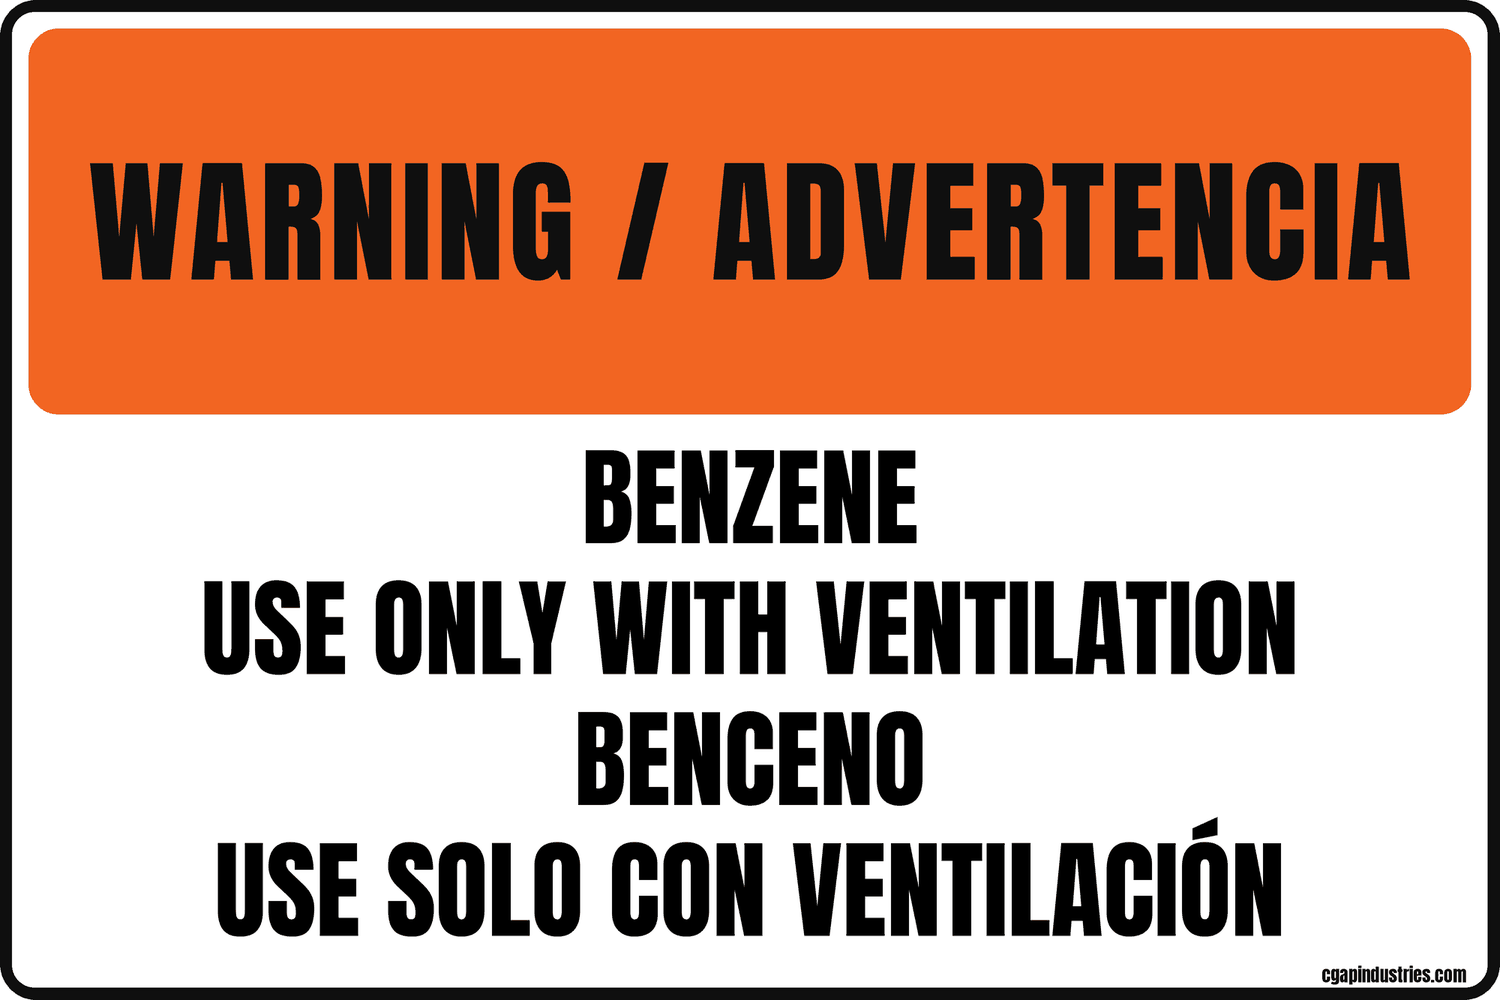 WARNING / ADVERTENCIA
BENZENE
USE ONLY WITH VENTILATION
BENCENO
USE SOLO CON VENTILACIÓN
cgapindustries.com